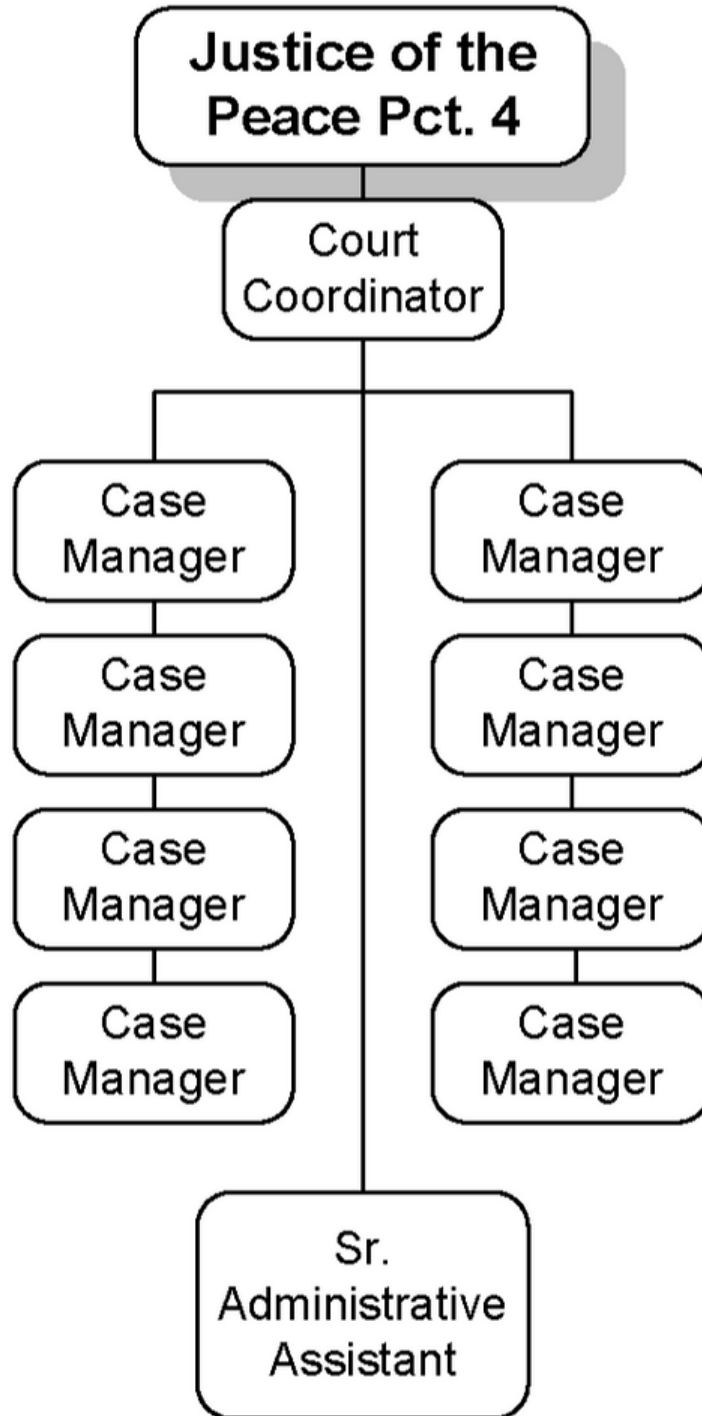 Justice of the
Peace Pct. 4
Court
Coordinator
Case
Manager
Case
Manager
Case
Manager
Case
Manager
Case
Manager
Case
Manager
Case
Manager
Case
Manager
Sr.
Administrative
Assistant